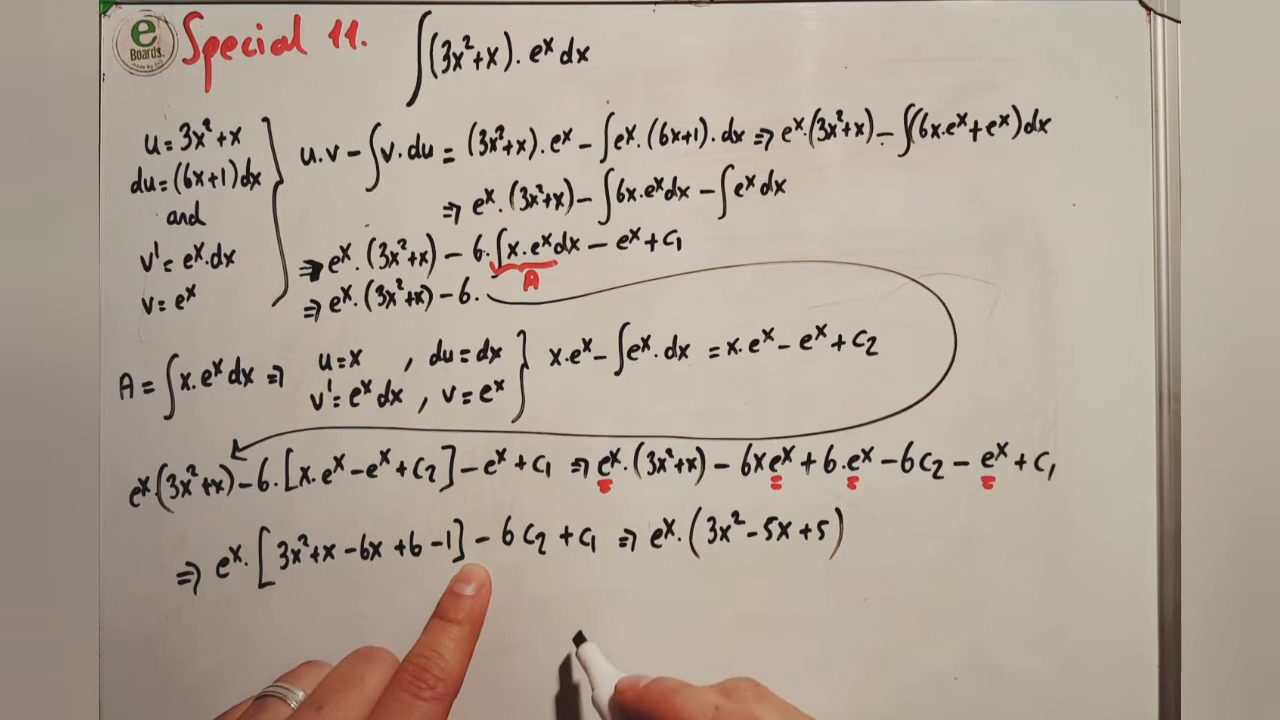 e Boards. Special 11. ∫(3x²+x).eˣ dx
u = 3x²+x
du = (6x+1)dx
and
v' = eˣ.dx
v = eˣ
u.v − ∫v.du = (3x²+x).eˣ − ∫eˣ.(6x+1).dx ⇒ eˣ.(3x²+x) − ∫(6x.eˣ+eˣ)dx
⇒ eˣ.(3x²+x) − ∫6x.eˣdx − ∫eˣdx
⇒ eˣ.(3x²+x) − 6.∫x.eˣdx − eˣ + c₁
A
⇒ eˣ.(3x²+x) − 6.
A = ∫x.eˣdx ⇒ u=x , du=dx } x.eˣ − ∫eˣ.dx = x.eˣ − eˣ + c₂
v' = eˣdx , v = eˣ
eˣ.(3x²+x) − 6.[x.eˣ − eˣ + c₂] − eˣ + c₁ ⇒ eˣ.(3x²+x) − 6xeˣ + 6.eˣ − 6c₂ − eˣ + c₁
⇒ eˣ.[3x²+x − 6x + 6 − 1] − 6c₂ + c₁ ⇒ eˣ.(3x² − 5x + 5)